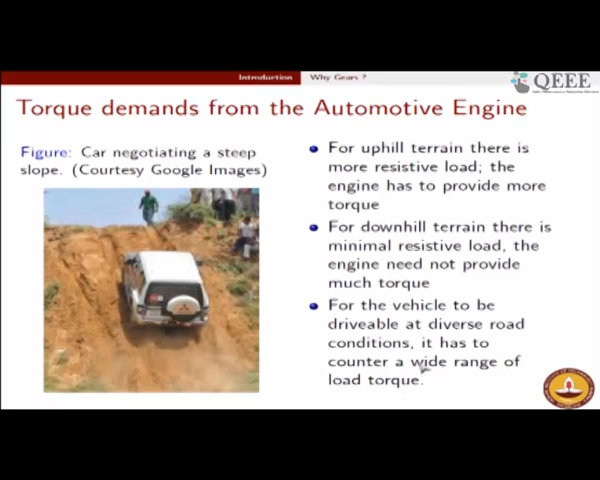 Introduction Why Gears ?
QEEE
Torque demands from the Automotive Engine
Figure: Car negotiating a steep
slope. (Courtesy Google Images)
For uphill terrain there is
more resistive load; the
engine has to provide more
torque
For downhill terrain there is
minimal resistive load, the
engine need not provide
much torque
For the vehicle to be
driveable at diverse road
conditions, it has to
counter a wide range of
load torque.